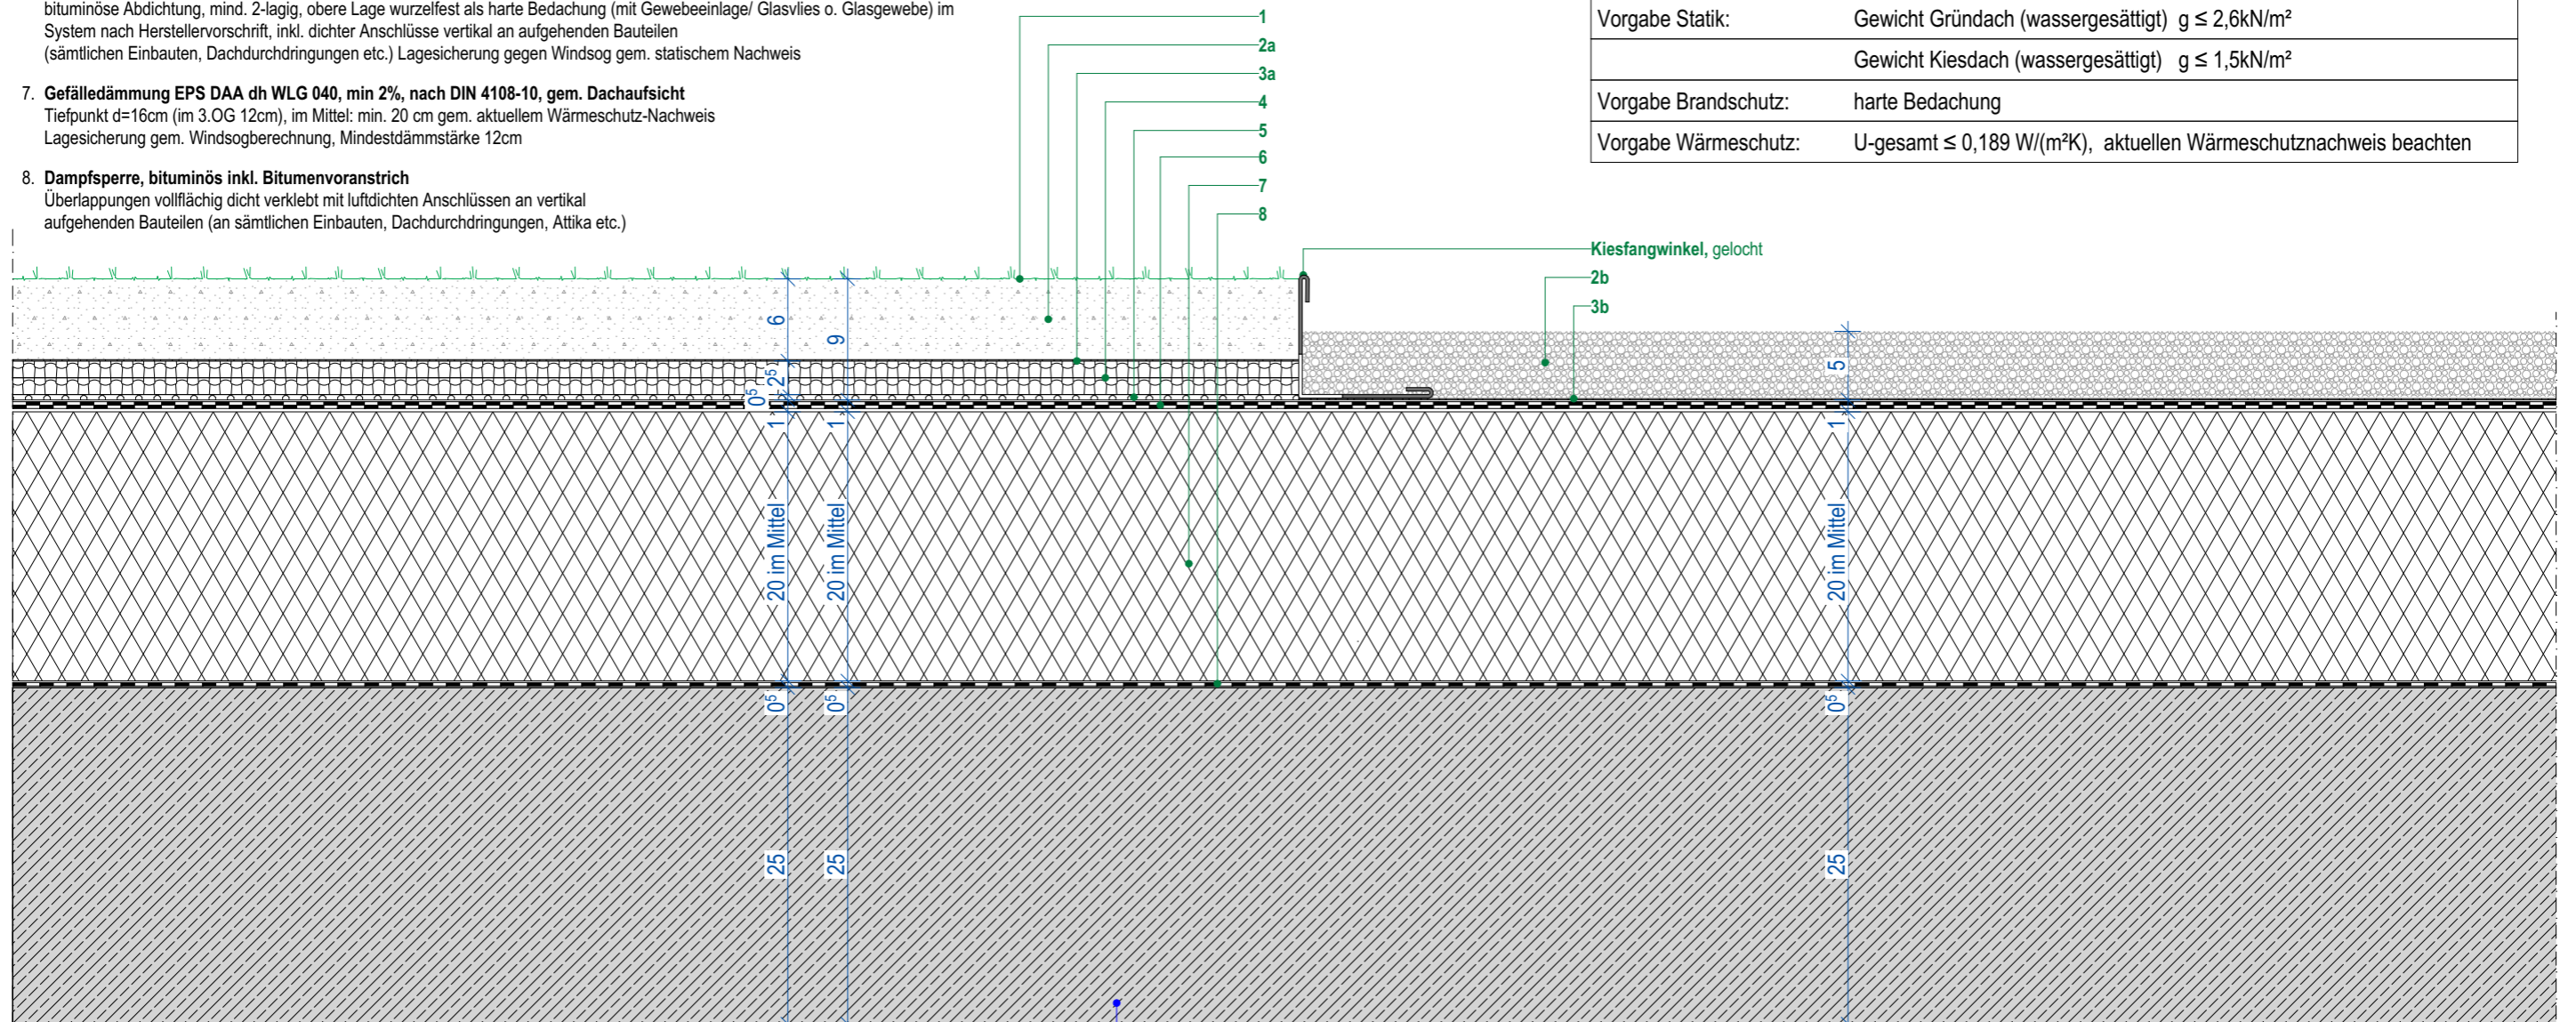 bituminöse Abdichtung, mind. 2-lagig, obere Lage wurzelfest als harte Bedachung (mit Gewebeeinlage/ Glasvlies o. Glasgewebe) im
System nach Herstellervorschrift, inkl. dichter Anschlüsse vertikal an aufgehenden Bauteilen
(sämtlichen Einbauten, Dachdurchdringungen etc.) Lagesicherung gegen Windsog gem. statischem Nachweis
7. Gefälledämmung EPS DAA dh WLG 040, min 2%, nach DIN 4108-10, gem. Dachaufsicht
Tiefpunkt d=16cm (im 3.OG 12cm), im Mittel: min. 20 cm gem. aktuellem Wärmeschutz-Nachweis
Lagesicherung gem. Windsogberechnung, Mindestdämmstärke 12cm
8. Dampfsperre, bituminös inkl. Bitumenvoranstrich
Überlappungen vollflächig dicht verklebt mit luftdichten Anschlüssen an vertikal
aufgehenden Bauteilen (an sämtlichen Einbauten, Dachdurchdringungen, Attika etc.)
1
2a
3a
4
5
6
7
8
Vorgabe Statik: Gewicht Gründach (wassergesättigt) g ≤ 2,6kN/m²
Gewicht Kiesdach (wassergesättigt) g ≤ 1,5kN/m²
Vorgabe Brandschutz: harte Bedachung
Vorgabe Wärmeschutz: U-gesamt ≤ 0,189 W/(m²K), aktuellen Wärmeschutznachweis beachten
Kiesfangwinkel, gelocht
2b
3b
6
2⁵
0⁵
1
20 im Mittel
0⁵
25
9
1
20 im Mittel
0⁵
25
5
1
20 im Mittel
0⁵
25